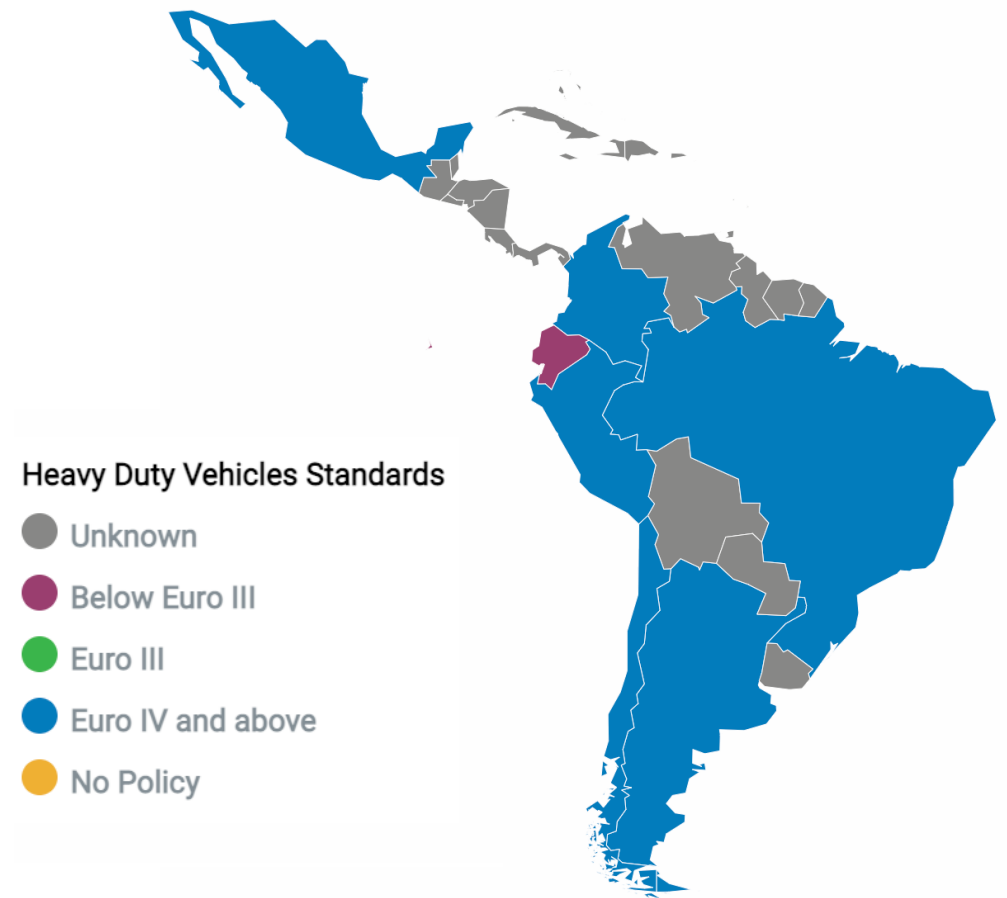 Heavy Duty Vehicles Standards
Unknown
Below Euro III
Euro III
Euro IV and above
No Policy